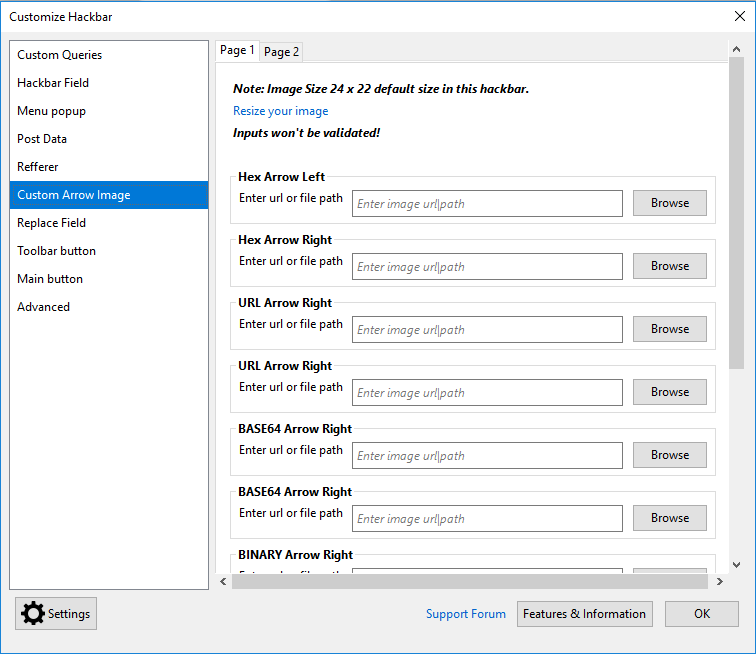 Customize Hackbar
Custom Queries
Hackbar Field
Menu popup
Post Data
Refferer
Custom Arrow Image
Replace Field
Toolbar button
Main button
Advanced
Page 1 Page 2
Note: Image Size 24 x 22 default size in this hackbar.
Resize your image
Inputs won't be validated!
Hex Arrow Left
Enter url or file path Enter image url|path Browse
Hex Arrow Right
Enter url or file path Enter image url|path Browse
URL Arrow Right
Enter url or file path Enter image url|path Browse
URL Arrow Right
Enter url or file path Enter image url|path Browse
BASE64 Arrow Right
Enter url or file path Enter image url|path Browse
BASE64 Arrow Right
Enter url or file path Enter image url|path Browse
BINARY Arrow Right
Settings Support Forum Features & Information OK